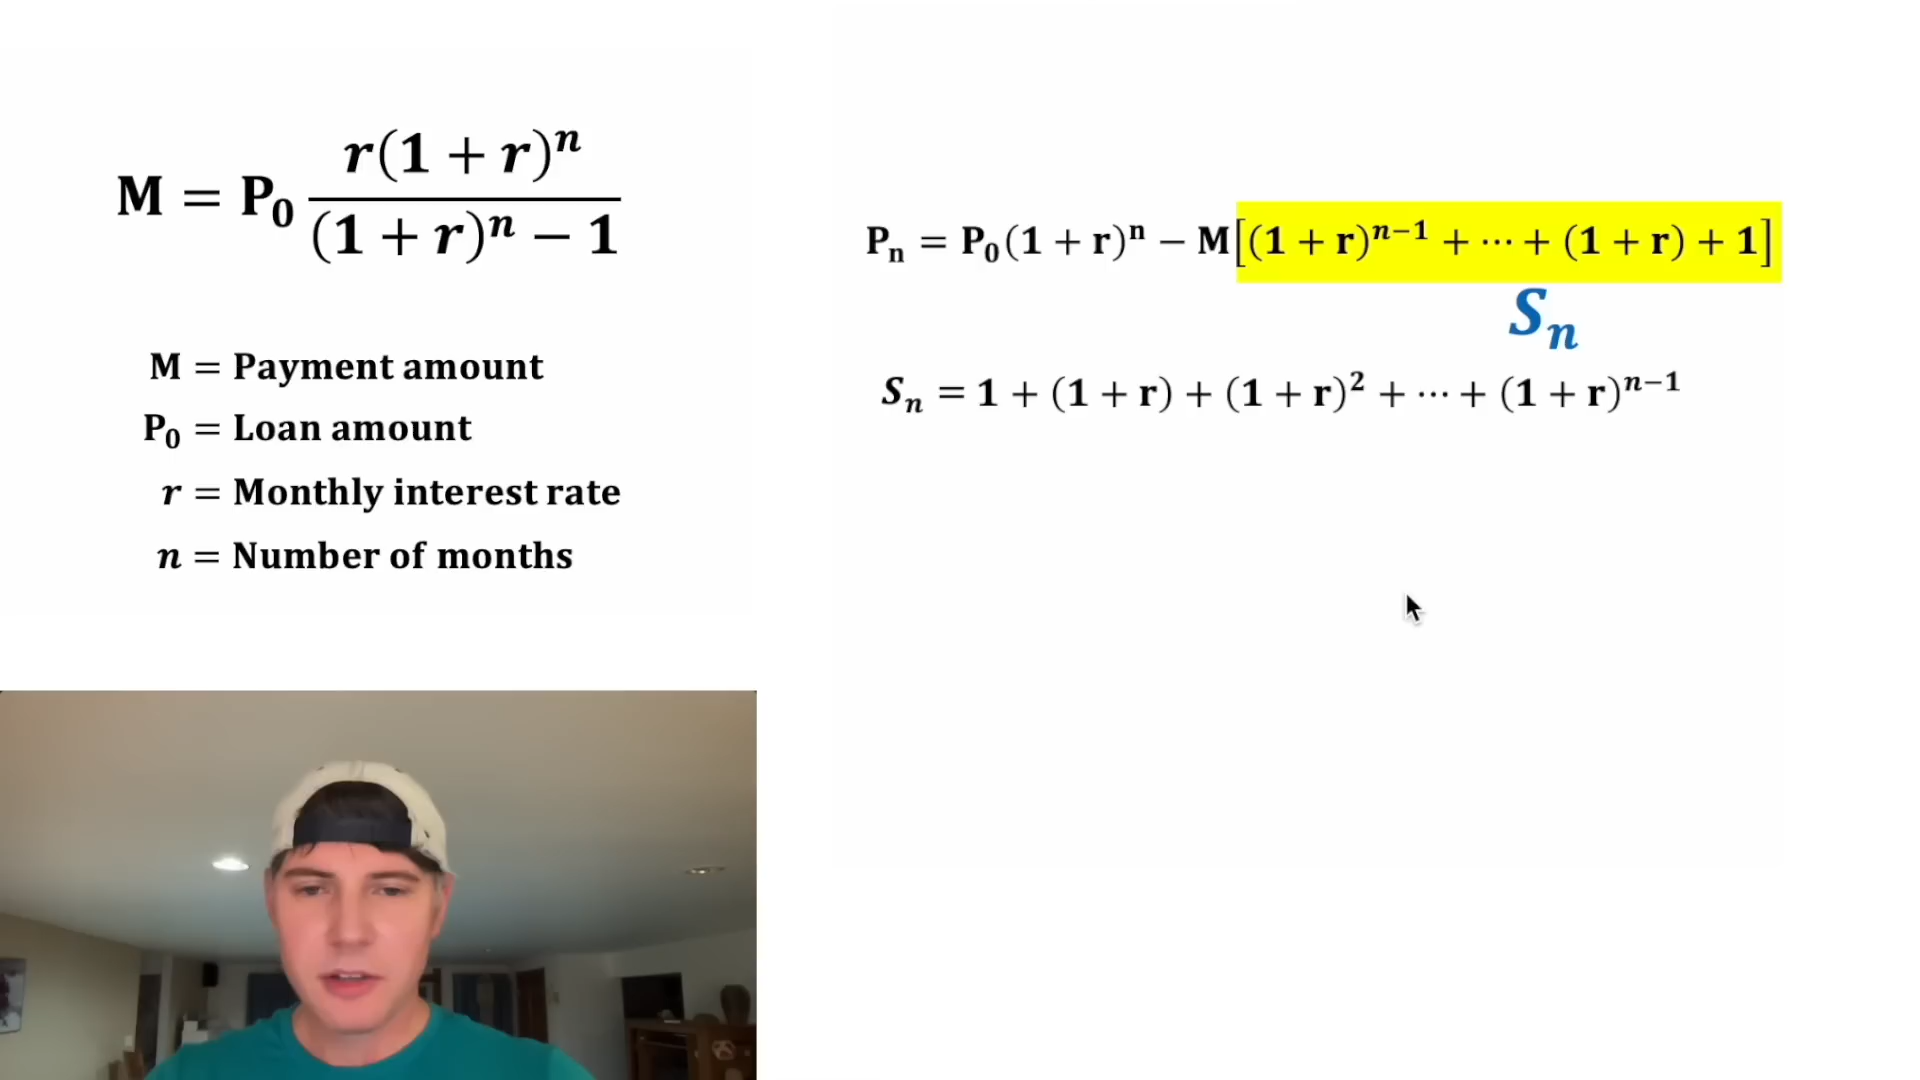 M = P₀ r(1 + r)ⁿ / (1 + r)ⁿ − 1
M = Payment amount
P₀ = Loan amount
r = Monthly interest rate
n = Number of months
Pₙ = P₀(1 + r)ⁿ − M[(1 + r)ⁿ⁻¹ + ⋯ + (1 + r) + 1]
Sₙ
Sₙ = 1 + (1 + r) + (1 + r)² + ⋯ + (1 + r)ⁿ⁻¹